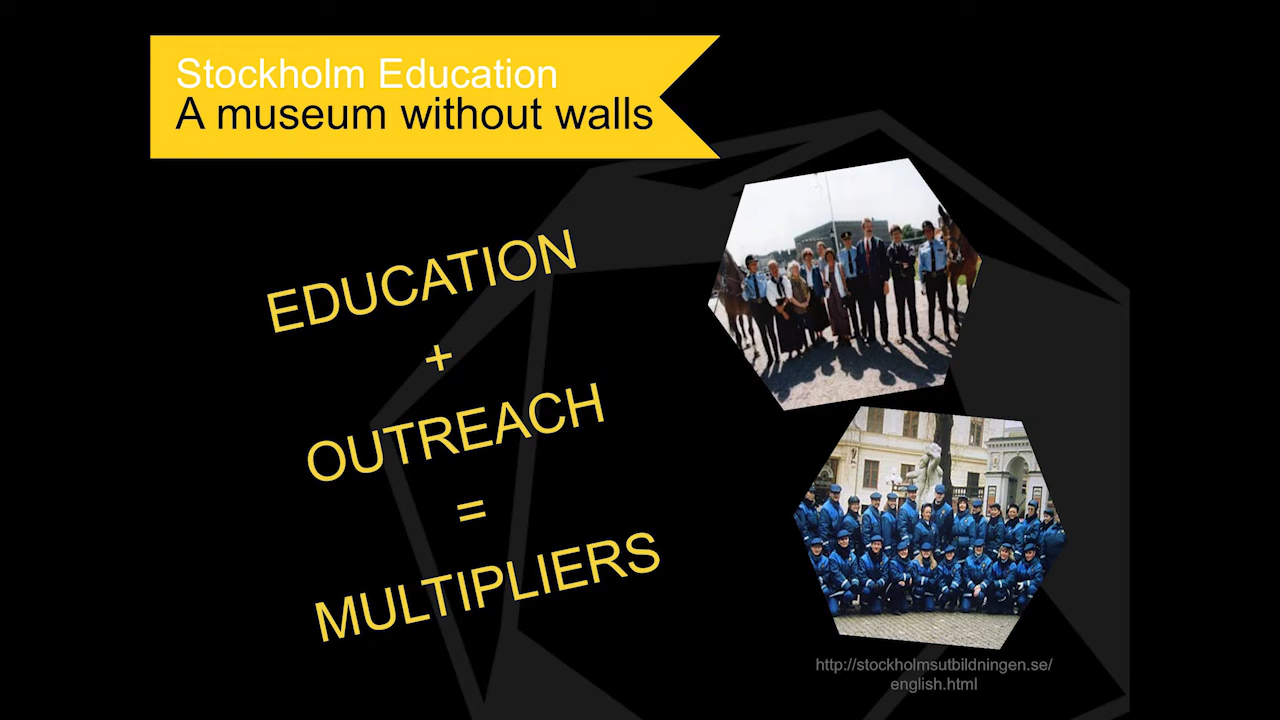 Stockholm Education
A museum without walls
EDUCATION
+
OUTREACH
=
MULTIPLIERS
http://stockholmsutbildningen.se/
english.html